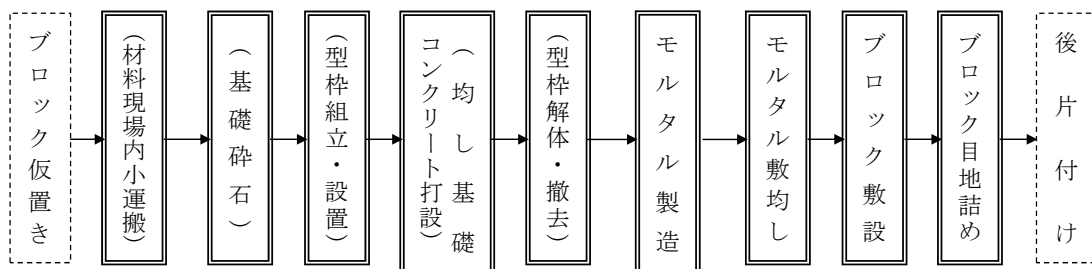 ブロック仮置き
(材料現場内小運搬)
(基礎砕石)
(型枠組立・設置)
(均し基礎
コンクリート打設)
(型枠解体・撤去)
モルタル製造
モルタル敷均し
ブロック敷設
ブロック目地詰め
後片付け